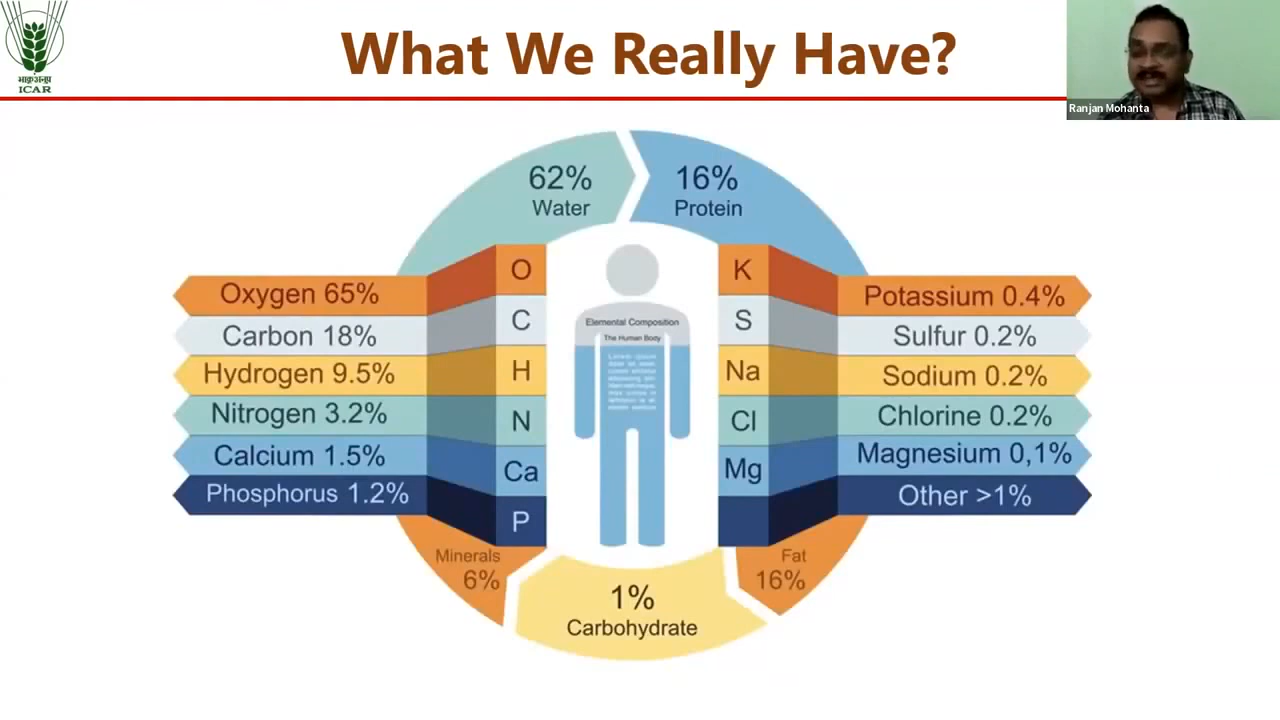 What We Really Have?
भाकृअनुप
ICAR
Ranjan Mohanta
62%
Water
16%
Protein
Oxygen 65%
Carbon 18%
Hydrogen 9.5%
Nitrogen 3.2%
Calcium 1.5%
Phosphorus 1.2%
O
C
H
N
Ca
P
Elemental Composition
The Human Body
Lorem ipsum
K
S
Na
Cl
Mg
Potassium 0.4%
Sulfur 0.2%
Sodium 0.2%
Chlorine 0.2%
Magnesium 0,1%
Other >1%
Minerals
6%
1%
Carbohydrate
Fat
16%